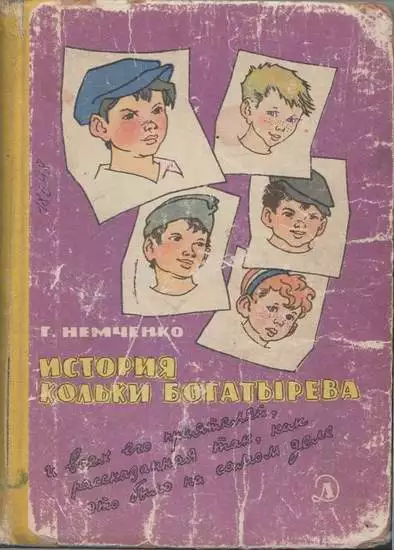 Г. НЕМЧЕНКО
ИСТОРИЯ
КОЛЬКИ БОГАТЫРЕВА
и всех его приятелей,
рассказанная так, как
это было на самом деле
Д